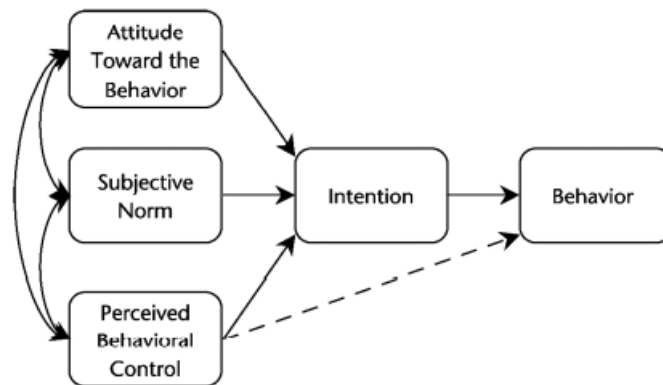 Attitude
Toward the
Behavior
Subjective
Norm
Intention
Behavior
Perceived
Behavioral
Control